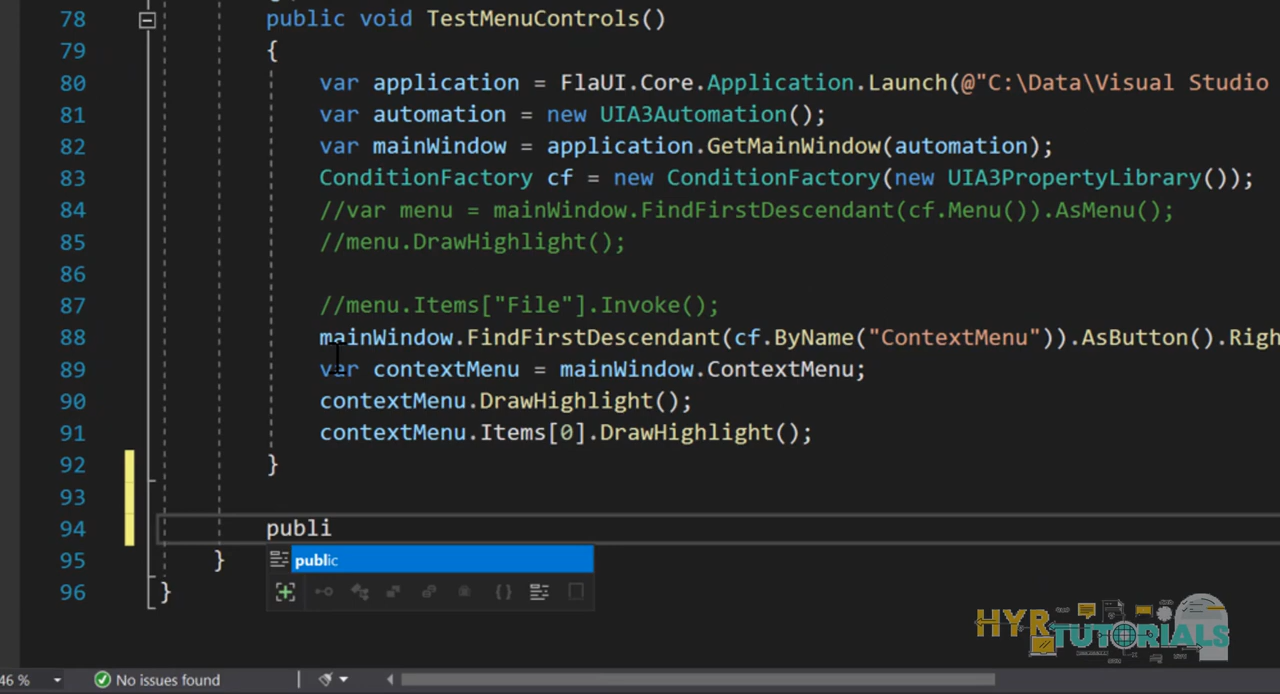 78 public void TestMenuControls()
79 {
80 var application = FlaUI.Core.Application.Launch(@"C:\Data\Visual Studio
81 var automation = new UIA3Automation();
82 var mainWindow = application.GetMainWindow(automation);
83 ConditionFactory cf = new ConditionFactory(new UIA3PropertyLibrary());
84 //var menu = mainWindow.FindFirstDescendant(cf.Menu()).AsMenu();
85 //menu.DrawHighlight();
86
87 //menu.Items["File"].Invoke();
88 mainWindow.FindFirstDescendant(cf.ByName("ContextMenu")).AsButton().Righ
89 var contextMenu = mainWindow.ContextMenu;
90 contextMenu.DrawHighlight();
91 contextMenu.Items[0].DrawHighlight();
92 }
93
94 publi
95 }
public
96 }
HYR TUTORIALS
46 % No issues found